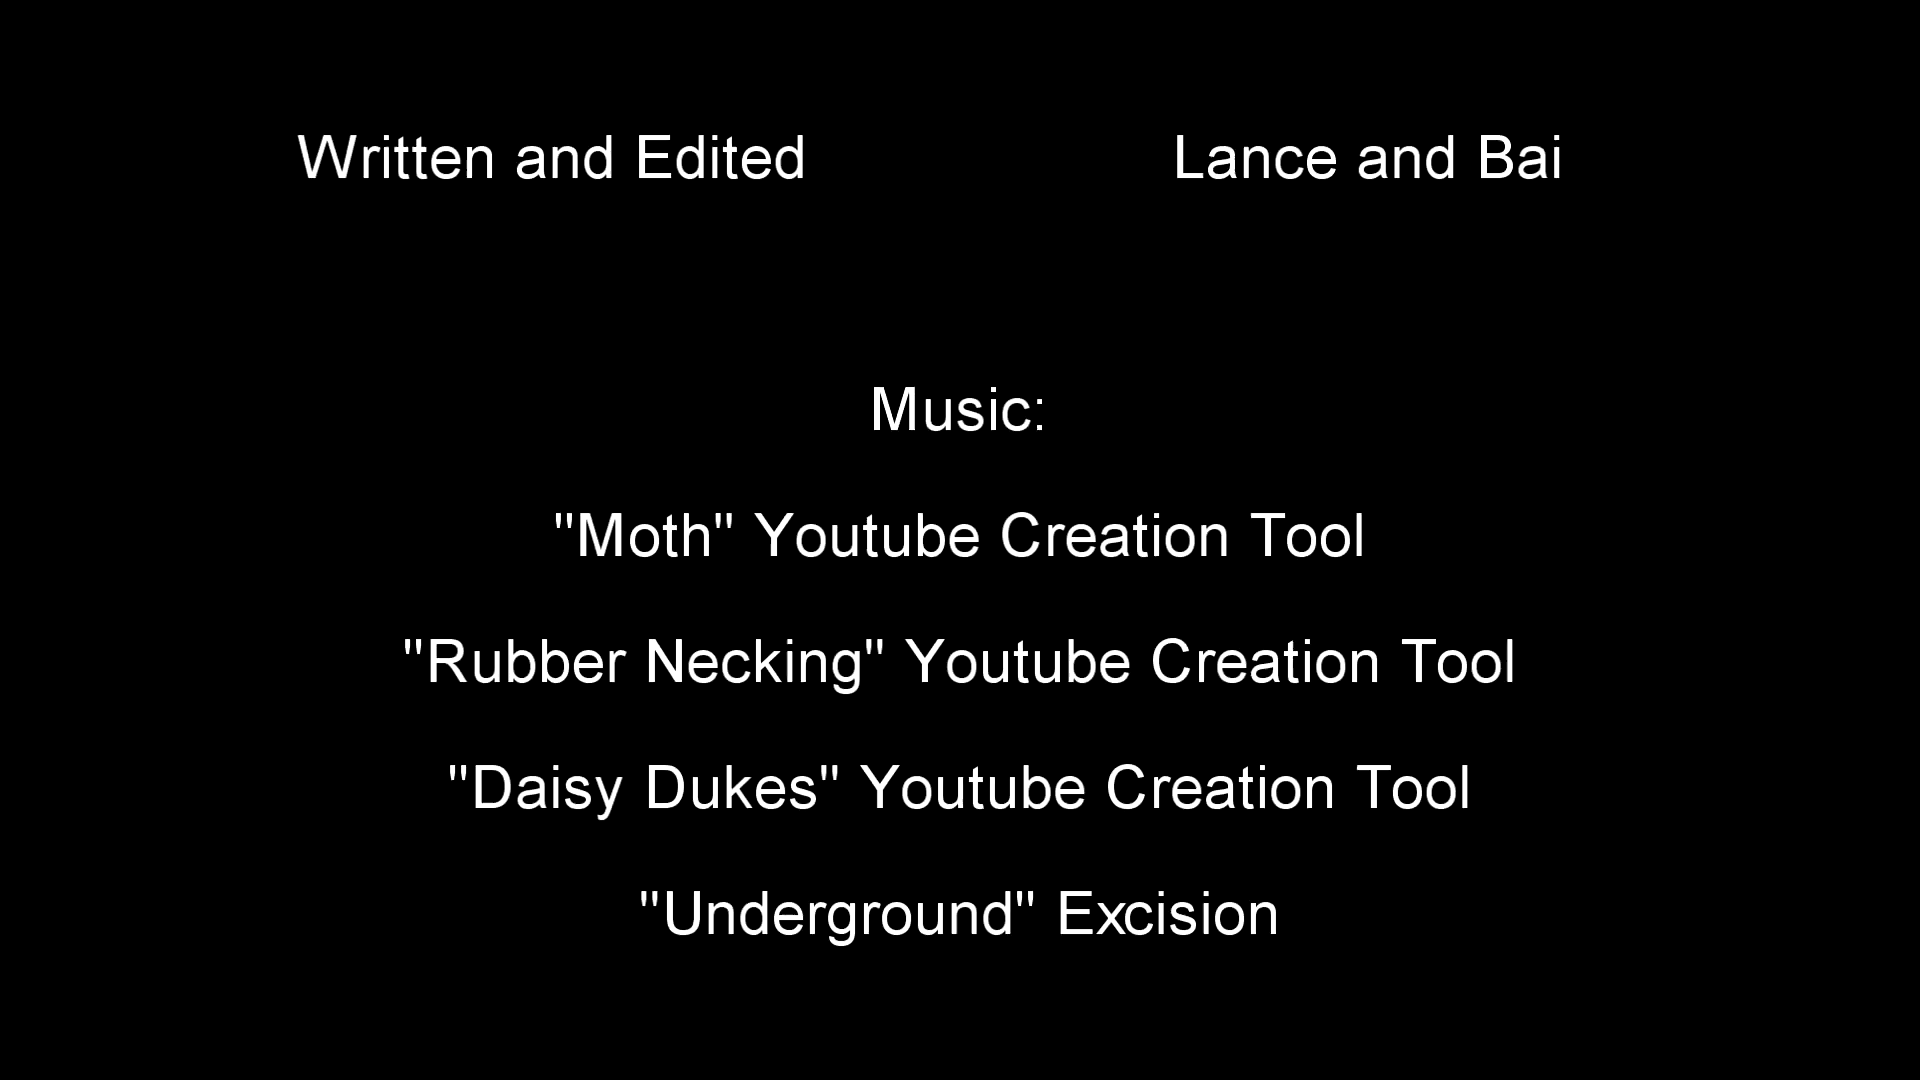 Written and Edited Lance and Bai
Music:
"Moth" Youtube Creation Tool
"Rubber Necking" Youtube Creation Tool
"Daisy Dukes" Youtube Creation Tool
"Underground" Excision